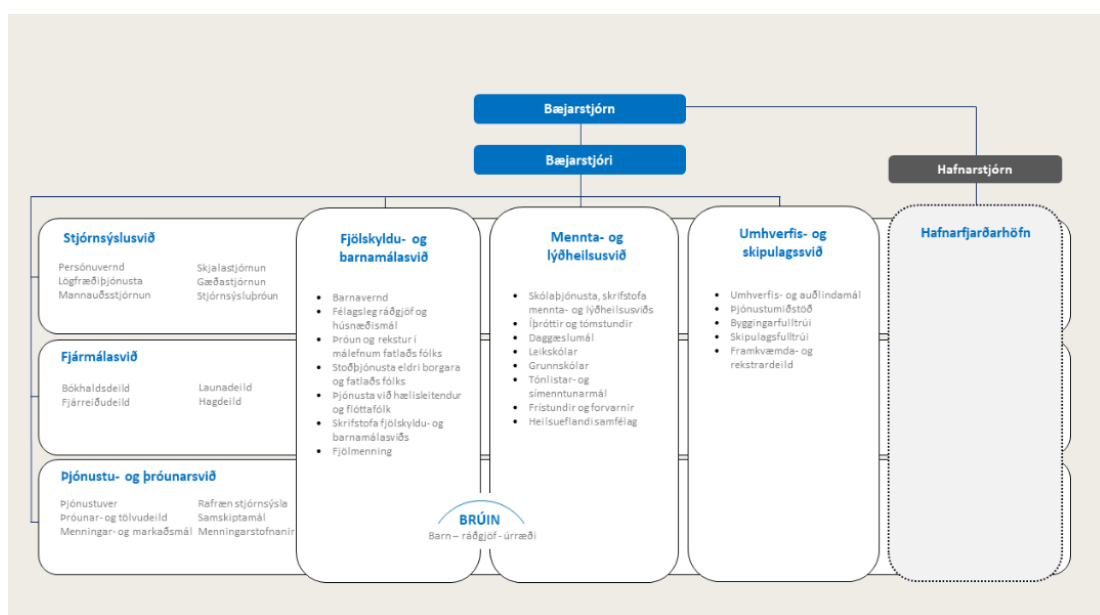 Bæjarstjórn
Bæjarstjóri
Hafnarstjórn
Stjórnsýslusvið
Persónuvernd
Lögfræðiþjónusta
Mannauðsstjórnun
Skjalastjórnun
Gæðastjórnun
Stjórnsýsluþróun
Fjármálasvið
Bókhaldsdeild
Fjárreiðudeild
Launadeild
Hagdeild
Þjónustu- og þróunarsvið
Þjónustuver
Þróunar- og tölvudeild
Menningar- og markaðsmál
Rafræn stjórnsýsla
Samskiptamál
Menningarstofnanir
Fjölskyldu- og
barnamálasvið
• Barnavernd
• Félagsleg ráðgjöf og
húsnæðismál
• Þróun og rekstur í
málefnum fatlaðs fólks
• Stoðþjónusta eldri borgara
og fatlaðs fólks
• Þjónusta við hælisleitendur
og flóttafólk
• Skrifstofa fjölskyldu- og
barnamálasviðs
• Fjölmenning
Mennta- og
lýðheilsusvið
• Skólaþjónusta, skrifstofa
mennta- og lýðheilsusviðs
• Íþróttir og tómstundir
• Daggæslumál
• Leikskólar
• Grunnskólar
• Tónlistar- og
símenntunarmál
• Frístundir og forvarnir
• Heilsueflandi samfélag
BRÚIN
Barn – ráðgjöf - úrræði
Umhverfis- og
skipulagssvið
• Umhverfis- og auðlindamál
• Þjónustumiðstöð
• Byggingarfulltrúi
• Skipulagsfulltrúi
• Framkvæmda- og
rekstrardeild
Hafnarfjarðarhöfn